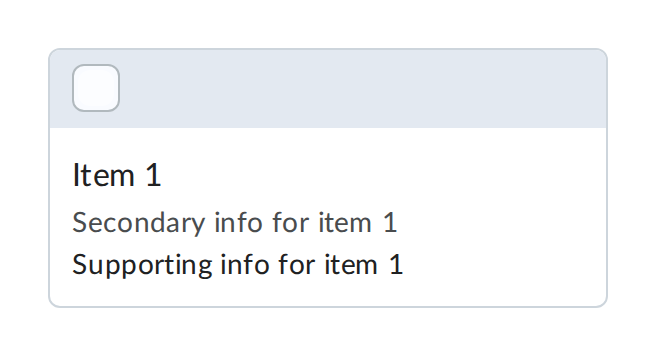 Item 1
Secondary info for item 1
Supporting info for item 1